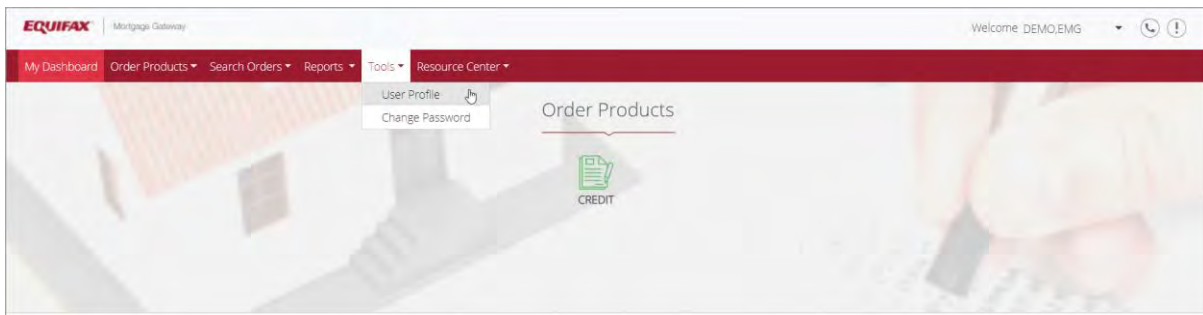 EQUIFAX Mortgage Gateway Welcome DEMO,EMG
My Dashboard Order Products Search Orders Reports Tools Resource Center
User Profile
Change Password
Order Products
CREDIT